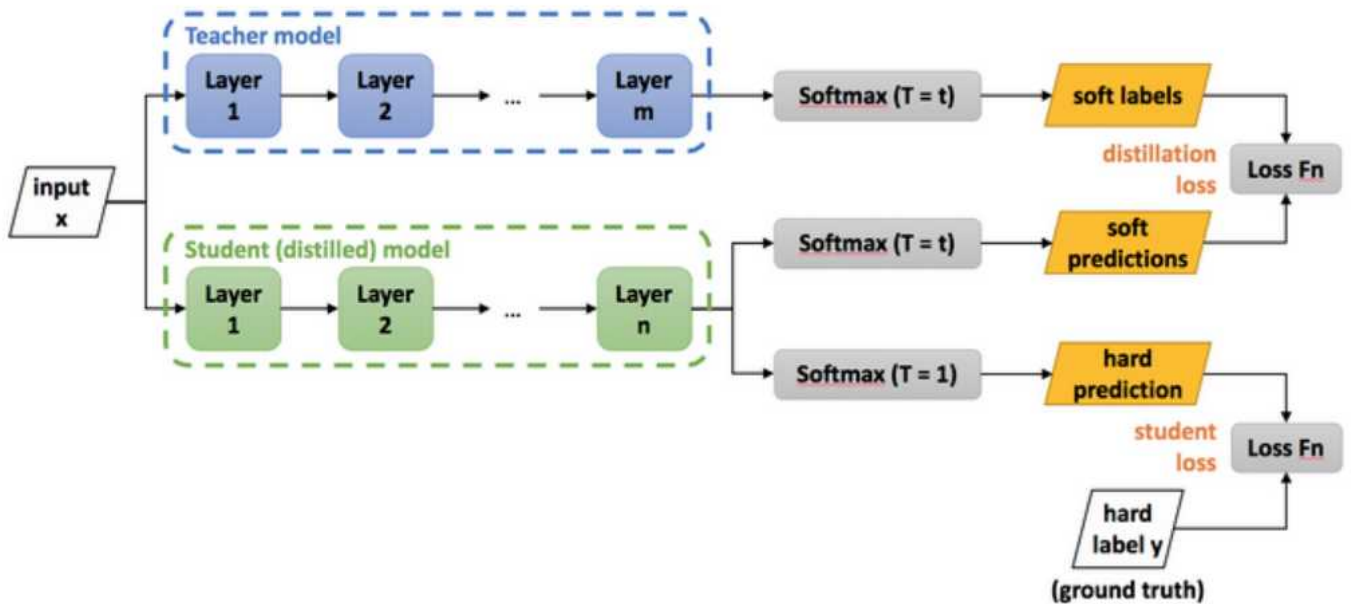 Teacher model
Layer
1
Layer
2
...
Layer
m
Softmax (T = t)
soft labels
distillation
loss
Loss Fn
input
x
Student (distilled) model
Layer
1
Layer
2
...
Layer
n
Softmax (T = t)
soft
predictions
Softmax (T = 1)
hard
prediction
student
loss
Loss Fn
hard
label y
(ground truth)